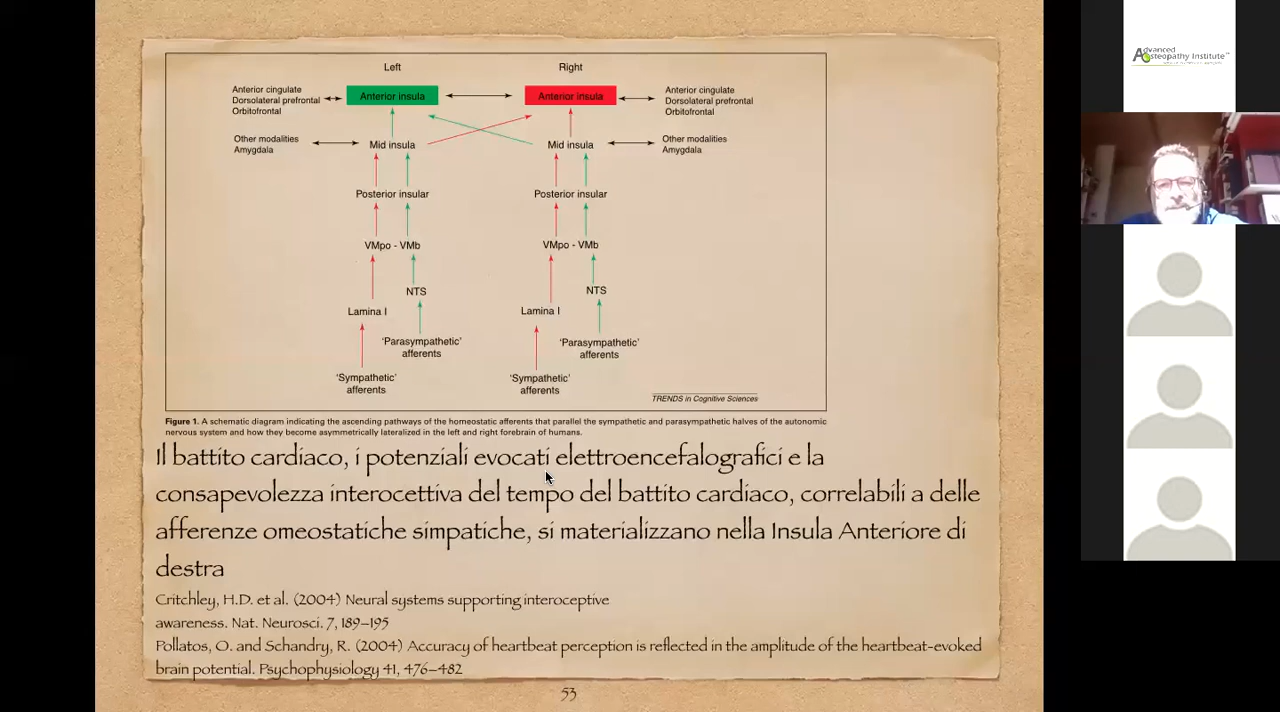 Left Right
Anterior cingulate
Dorsolateral prefrontal
Orbitofrontal
Anterior insula Anterior insula
Anterior cingulate
Dorsolateral prefrontal
Orbitofrontal
Other modalities
Amygdala
Mid insula Mid insula
Other modalities
Amygdala
Posterior insular Posterior insular
VMpo - VMb VMpo - VMb
NTS NTS
Lamina I Lamina I
'Parasympathetic'
afferents
'Parasympathetic'
afferents
'Sympathetic'
afferents
'Sympathetic'
afferents
TRENDS in Cognitive Sciences
Figure 1. A schematic diagram indicating the ascending pathways of the homeostatic afferents that parallel the sympathetic and parasympathetic halves of the autonomic
nervous system and how they become asymmetrically lateralized in the left and right forebrain of humans.
Il battito cardiaco, i potenziali evocati elettroencefalografici e la
consapevolezza interocettiva del tempo del battito cardiaco, correlabili a delle
afferenze omeostatiche simpatiche, si materializzano nella Insula Anteriore di
destra
Critchley, H.D. et al. (2004) Neural systems supporting interoceptive
awareness. Nat. Neurosci. 7, 189–195
Pollatos, O. and Schandry, R. (2004) Accuracy of heartbeat perception is reflected in the amplitude of the heartbeat-evoked
brain potential. Psychophysiology 41, 476–482
53
Advanced
Osteopathy Institute™